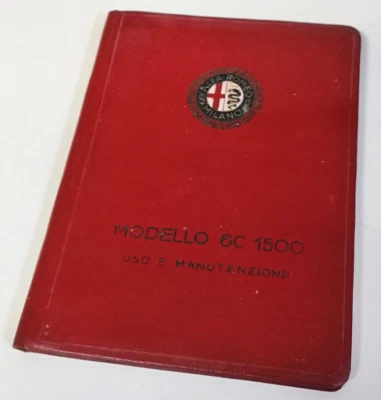 ALFA-ROMEO
MILANO
MODELLO 6C 1500
USO E MANUTENZIONE